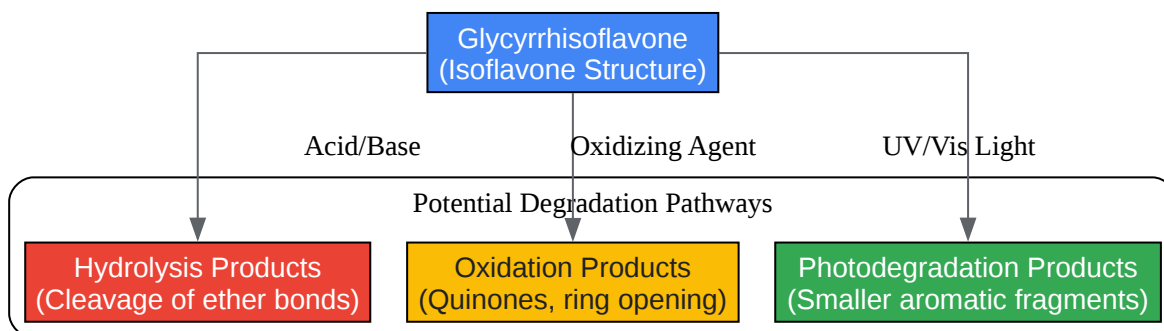 Glycyrrhisoflavone
(Isoflavone Structure)
Acid/Base
Oxidizing Agent
UV/Vis Light
Potential Degradation Pathways
Hydrolysis Products
(Cleavage of ether bonds)
Oxidation Products
(Quinones, ring opening)
Photodegradation Products
(Smaller aromatic fragments)